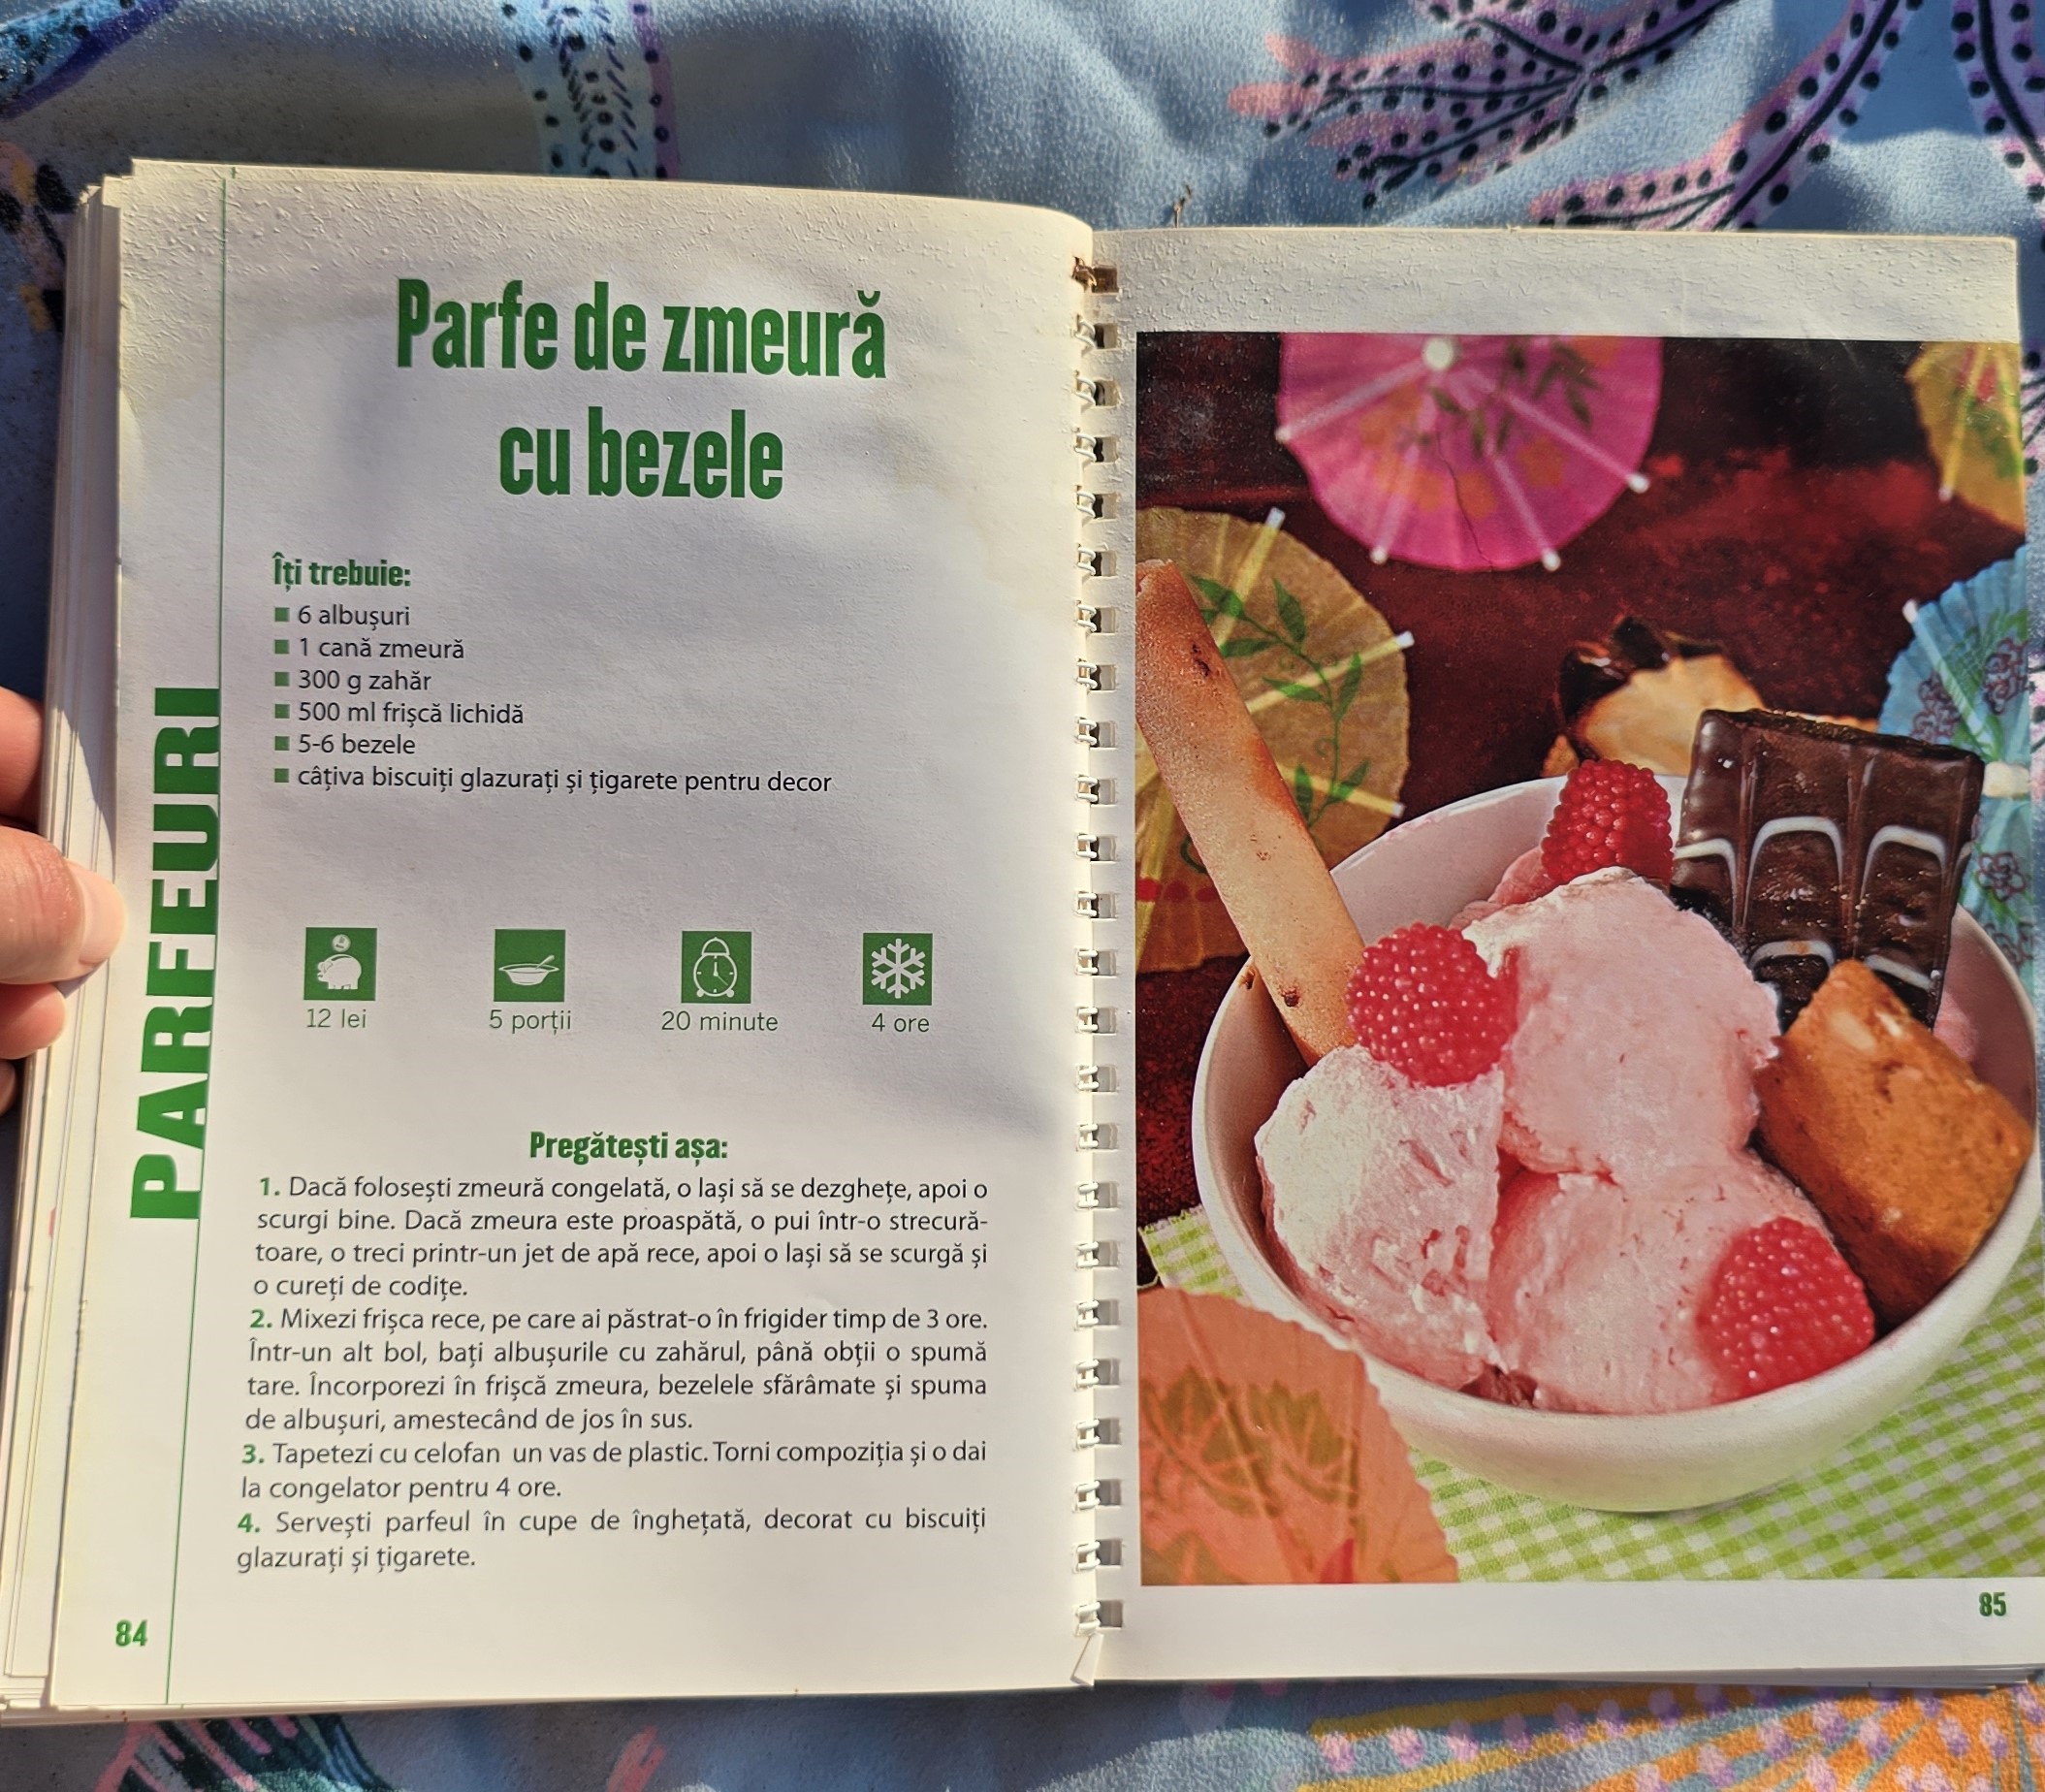 Parfe de zmeură
cu bezele
Îți trebuie:
■ 6 albușuri
■ 1 cană zmeură
■ 300 g zahăr
■ 500 ml frișcă lichidă
■ 5-6 bezele
■ câțiva biscuiți glazurați și țigarete pentru decor
PARFEURI
12 lei
5 porții
20 minute
4 ore
Pregătești așa:
1. Dacă folosești zmeură congelată, o lași să se dezghețe, apoi o
scurgi bine. Dacă zmeura este proaspătă, o pui într-o strecură-
toare, o treci printr-un jet de apă rece, apoi o lași să se scurgă și
o cureți de codițe.
2. Mixezi frișca rece, pe care ai păstrat-o în frigider timp de 3 ore.
Într-un alt bol, bați albușurile cu zahărul, până obții o spumă
tare. Încorporezi în frișcă zmeura, bezelele sfărâmate și spuma
de albușuri, amestecând de jos în sus.
3. Tapetezi cu celofan un vas de plastic. Torni compoziția și o dai
la congelator pentru 4 ore.
4. Servești parfeul în cupe de înghețată, decorat cu biscuiți
glazurați și țigarete.
84
85